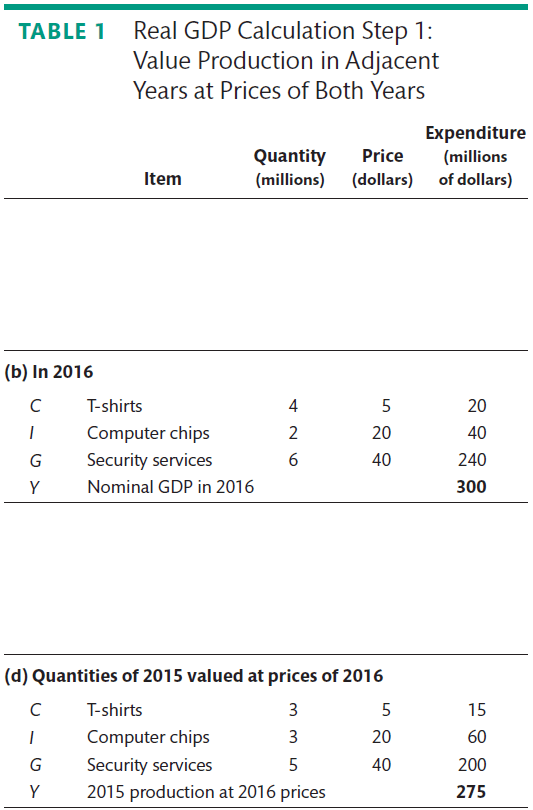 TABLE 1 Real GDP Calculation Step 1:
Value Production in Adjacent
Years at Prices of Both Years
Item Quantity (millions) Price (dollars) Expenditure (millions of dollars)
(b) In 2016
C T-shirts 4 5 20
I Computer chips 2 20 40
G Security services 6 40 240
Y Nominal GDP in 2016 300
(d) Quantities of 2015 valued at prices of 2016
C T-shirts 3 5 15
I Computer chips 3 20 60
G Security services 5 40 200
Y 2015 production at 2016 prices 275